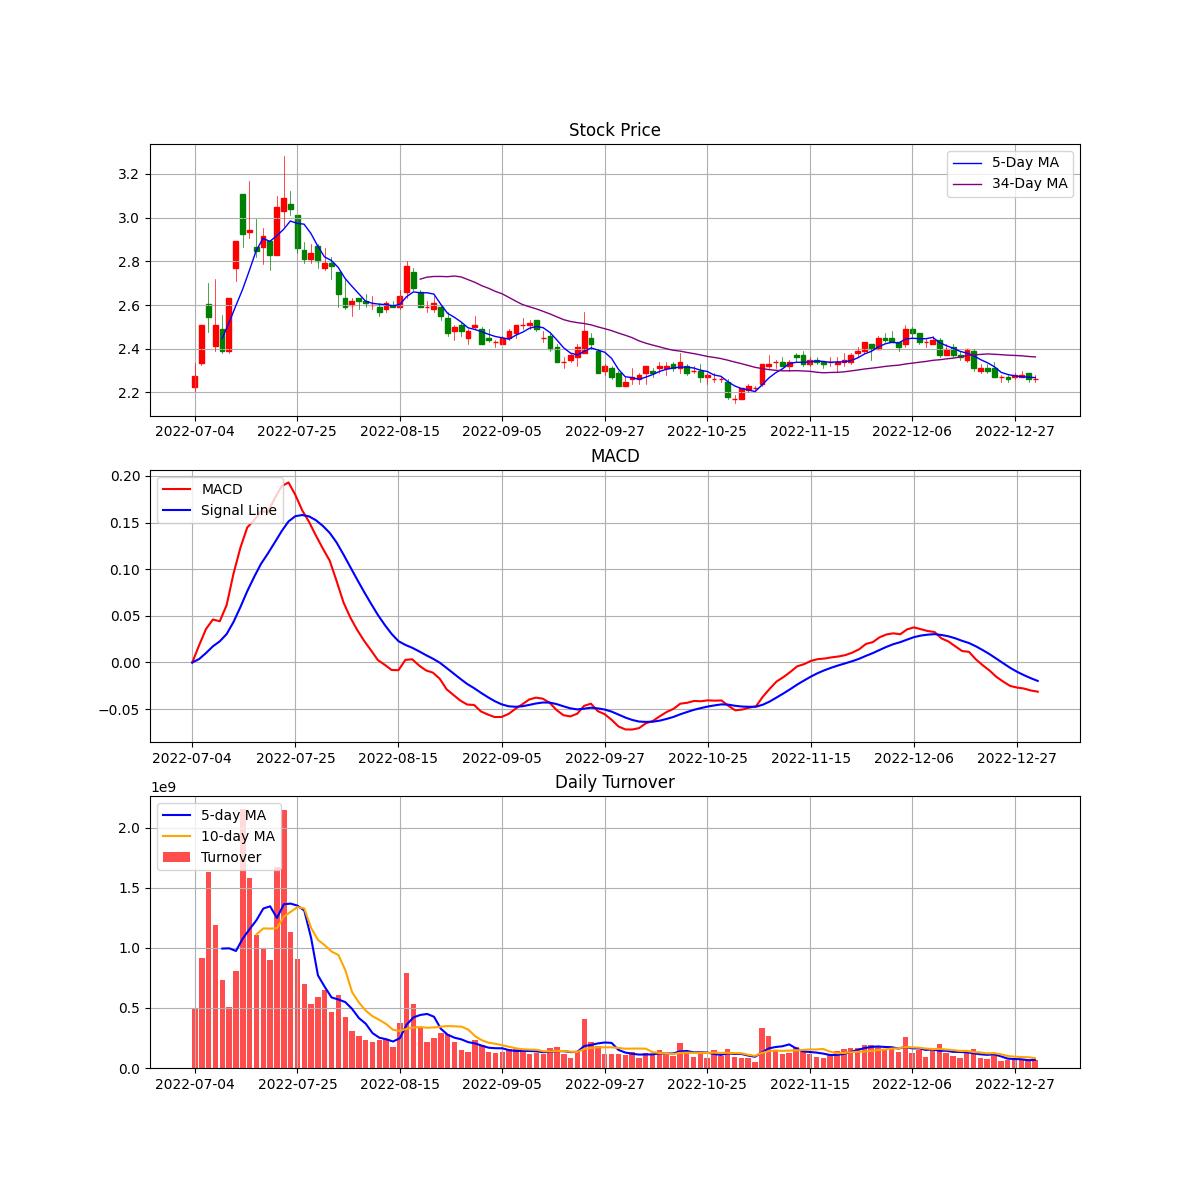 Stock Price
5-Day MA
34-Day MA
3.2
3.0
2.8
2.6
2.4
2.2
2022-07-04 2022-07-25 2022-08-15 2022-09-05 2022-09-27 2022-10-25 2022-11-15 2022-12-06 2022-12-27
MACD
MACD
Signal Line
0.20
0.15
0.10
0.05
0.00
−0.05
2022-07-04 2022-07-25 2022-08-15 2022-09-05 2022-09-27 2022-10-25 2022-11-15 2022-12-06 2022-12-27
Daily Turnover
1e9
5-day MA
10-day MA
Turnover
2.0
1.5
1.0
0.5
0.0
2022-07-04 2022-07-25 2022-08-15 2022-09-05 2022-09-27 2022-10-25 2022-11-15 2022-12-06 2022-12-27